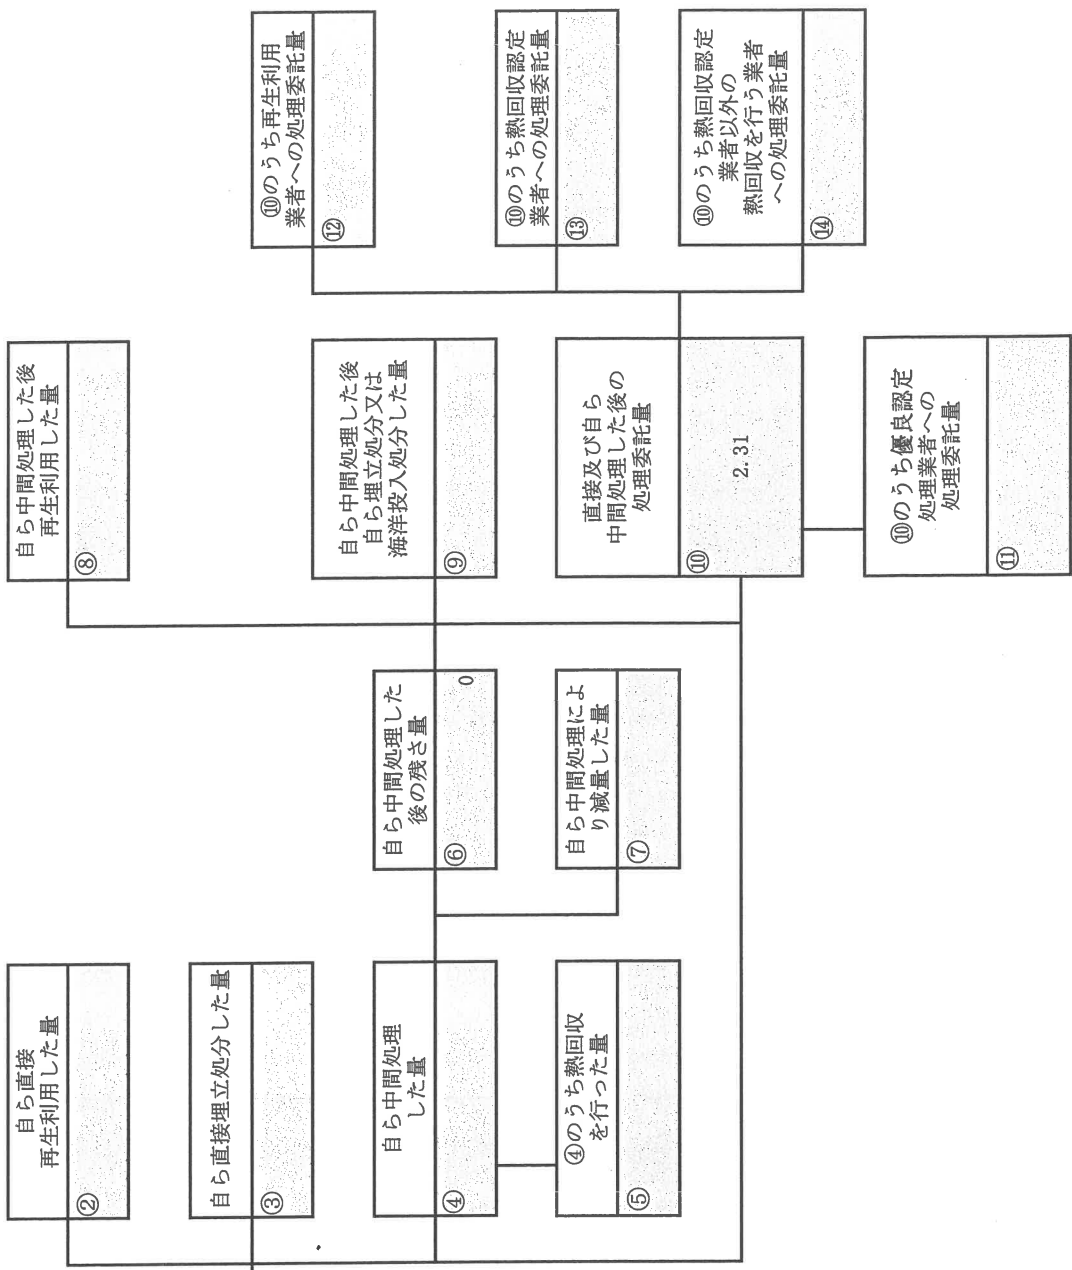 自ら直接
再生利用した量
②
自ら直接埋立処分した量
③
自ら中間処理
した量
④
④のうち熱回収
を行った量
⑤
自ら中間処理した
後の残さ量
⑥
0
自ら中間処理によ
り減量した量
⑦
自ら中間処理した後
再生利用した量
⑧
自ら中間処理した後
自ら埋立処分又は
海洋投入処分した量
⑨
直接及び自ら
中間処理した後の
処理委託量
⑩
2.31
⑩のうち優良認定
処理業者への
処理委託量
⑪
⑩のうち再生利用
業者への処理委託量
⑫
⑩のうち熱回収認定
業者への処理委託量
⑬
⑩のうち熱回収認定
業者以外の
熱回収を行う業者
への処理委託量
⑭